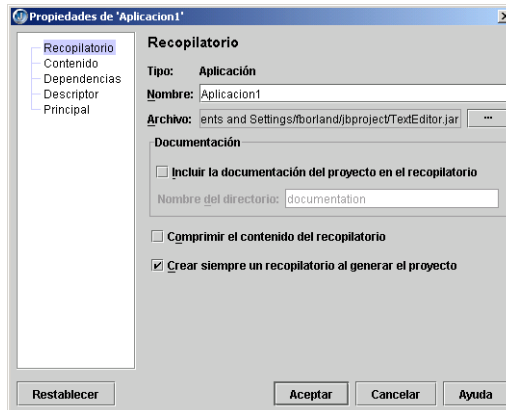 Propiedades de 'Aplicacion1'
Recopilatorio
Contenido
Dependencias
Descriptor
Principal
Recopilatorio
Tipo: Aplicación
Nombre: Aplicacion1
Archivo: ents and Settings/fborland/jbproject/TextEditor.jar ...
Documentación
Incluir la documentación del proyecto en el recopilatorio
Nombre del directorio: documentation
Comprimir el contenido del recopilatorio
Crear siempre un recopilatorio al generar el proyecto
Restablecer Aceptar Cancelar Ayuda